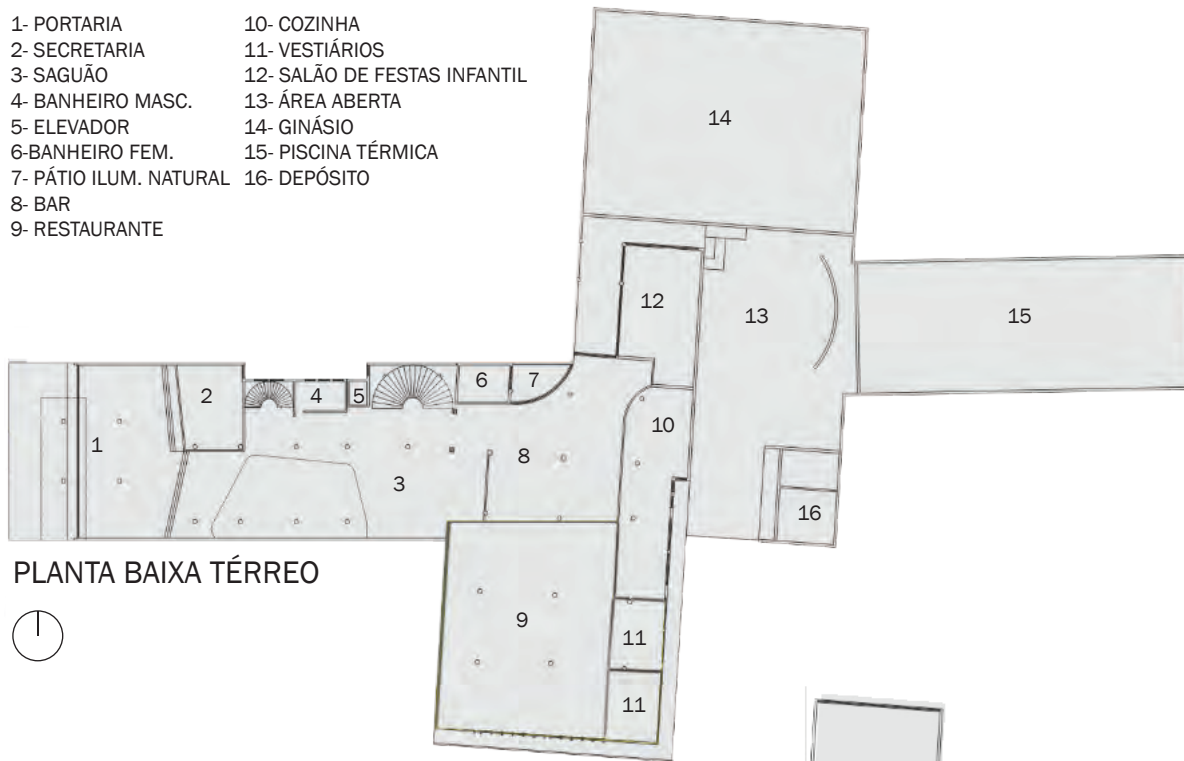 1- PORTARIA
2- SECRETARIA
3- SAGUÃO
4- BANHEIRO MASC.
5- ELEVADOR
6-BANHEIRO FEM.
7- PÁTIO ILUM. NATURAL
8- BAR
9- RESTAURANTE
10- COZINHA
11- VESTIÁRIOS
12- SALÃO DE FESTAS INFANTIL
13- ÁREA ABERTA
14- GINÁSIO
15- PISCINA TÉRMICA
16- DEPÓSITO
14
12
13
15
6
7
2
4
5
10
1
8
3
16
PLANTA BAIXA TÉRREO
9
11
11